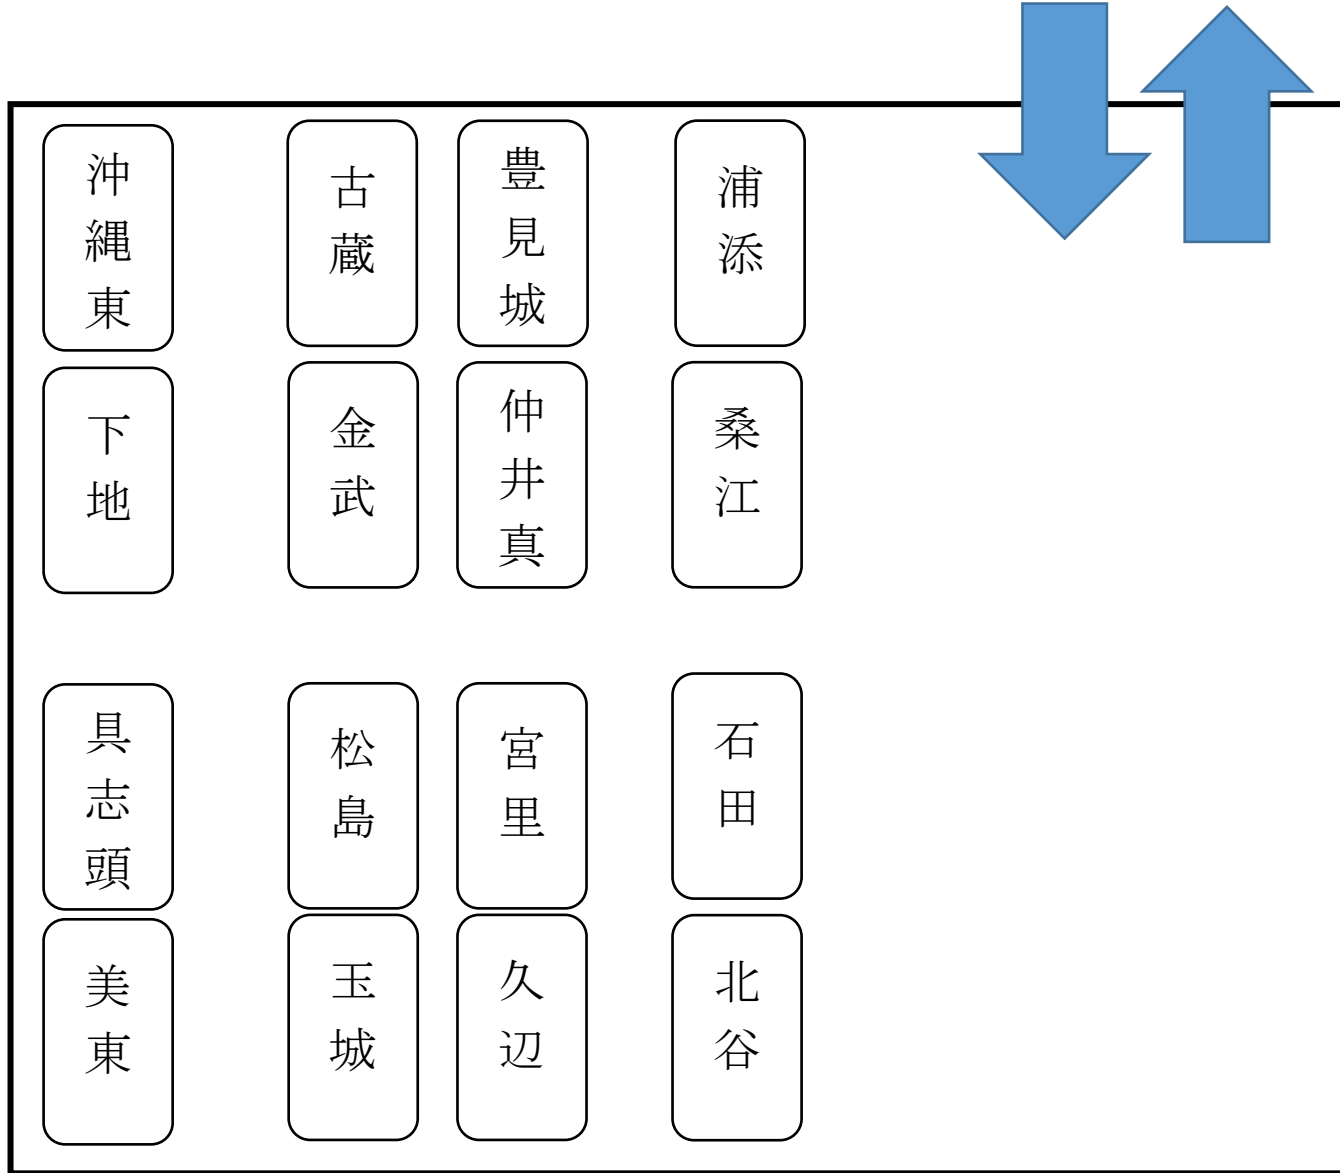 沖縄東
古蔵
豊見城
浦添
下地
金武
仲井真
桑江
具志頭
松島
宮里
石田
美東
玉城
久辺
北谷